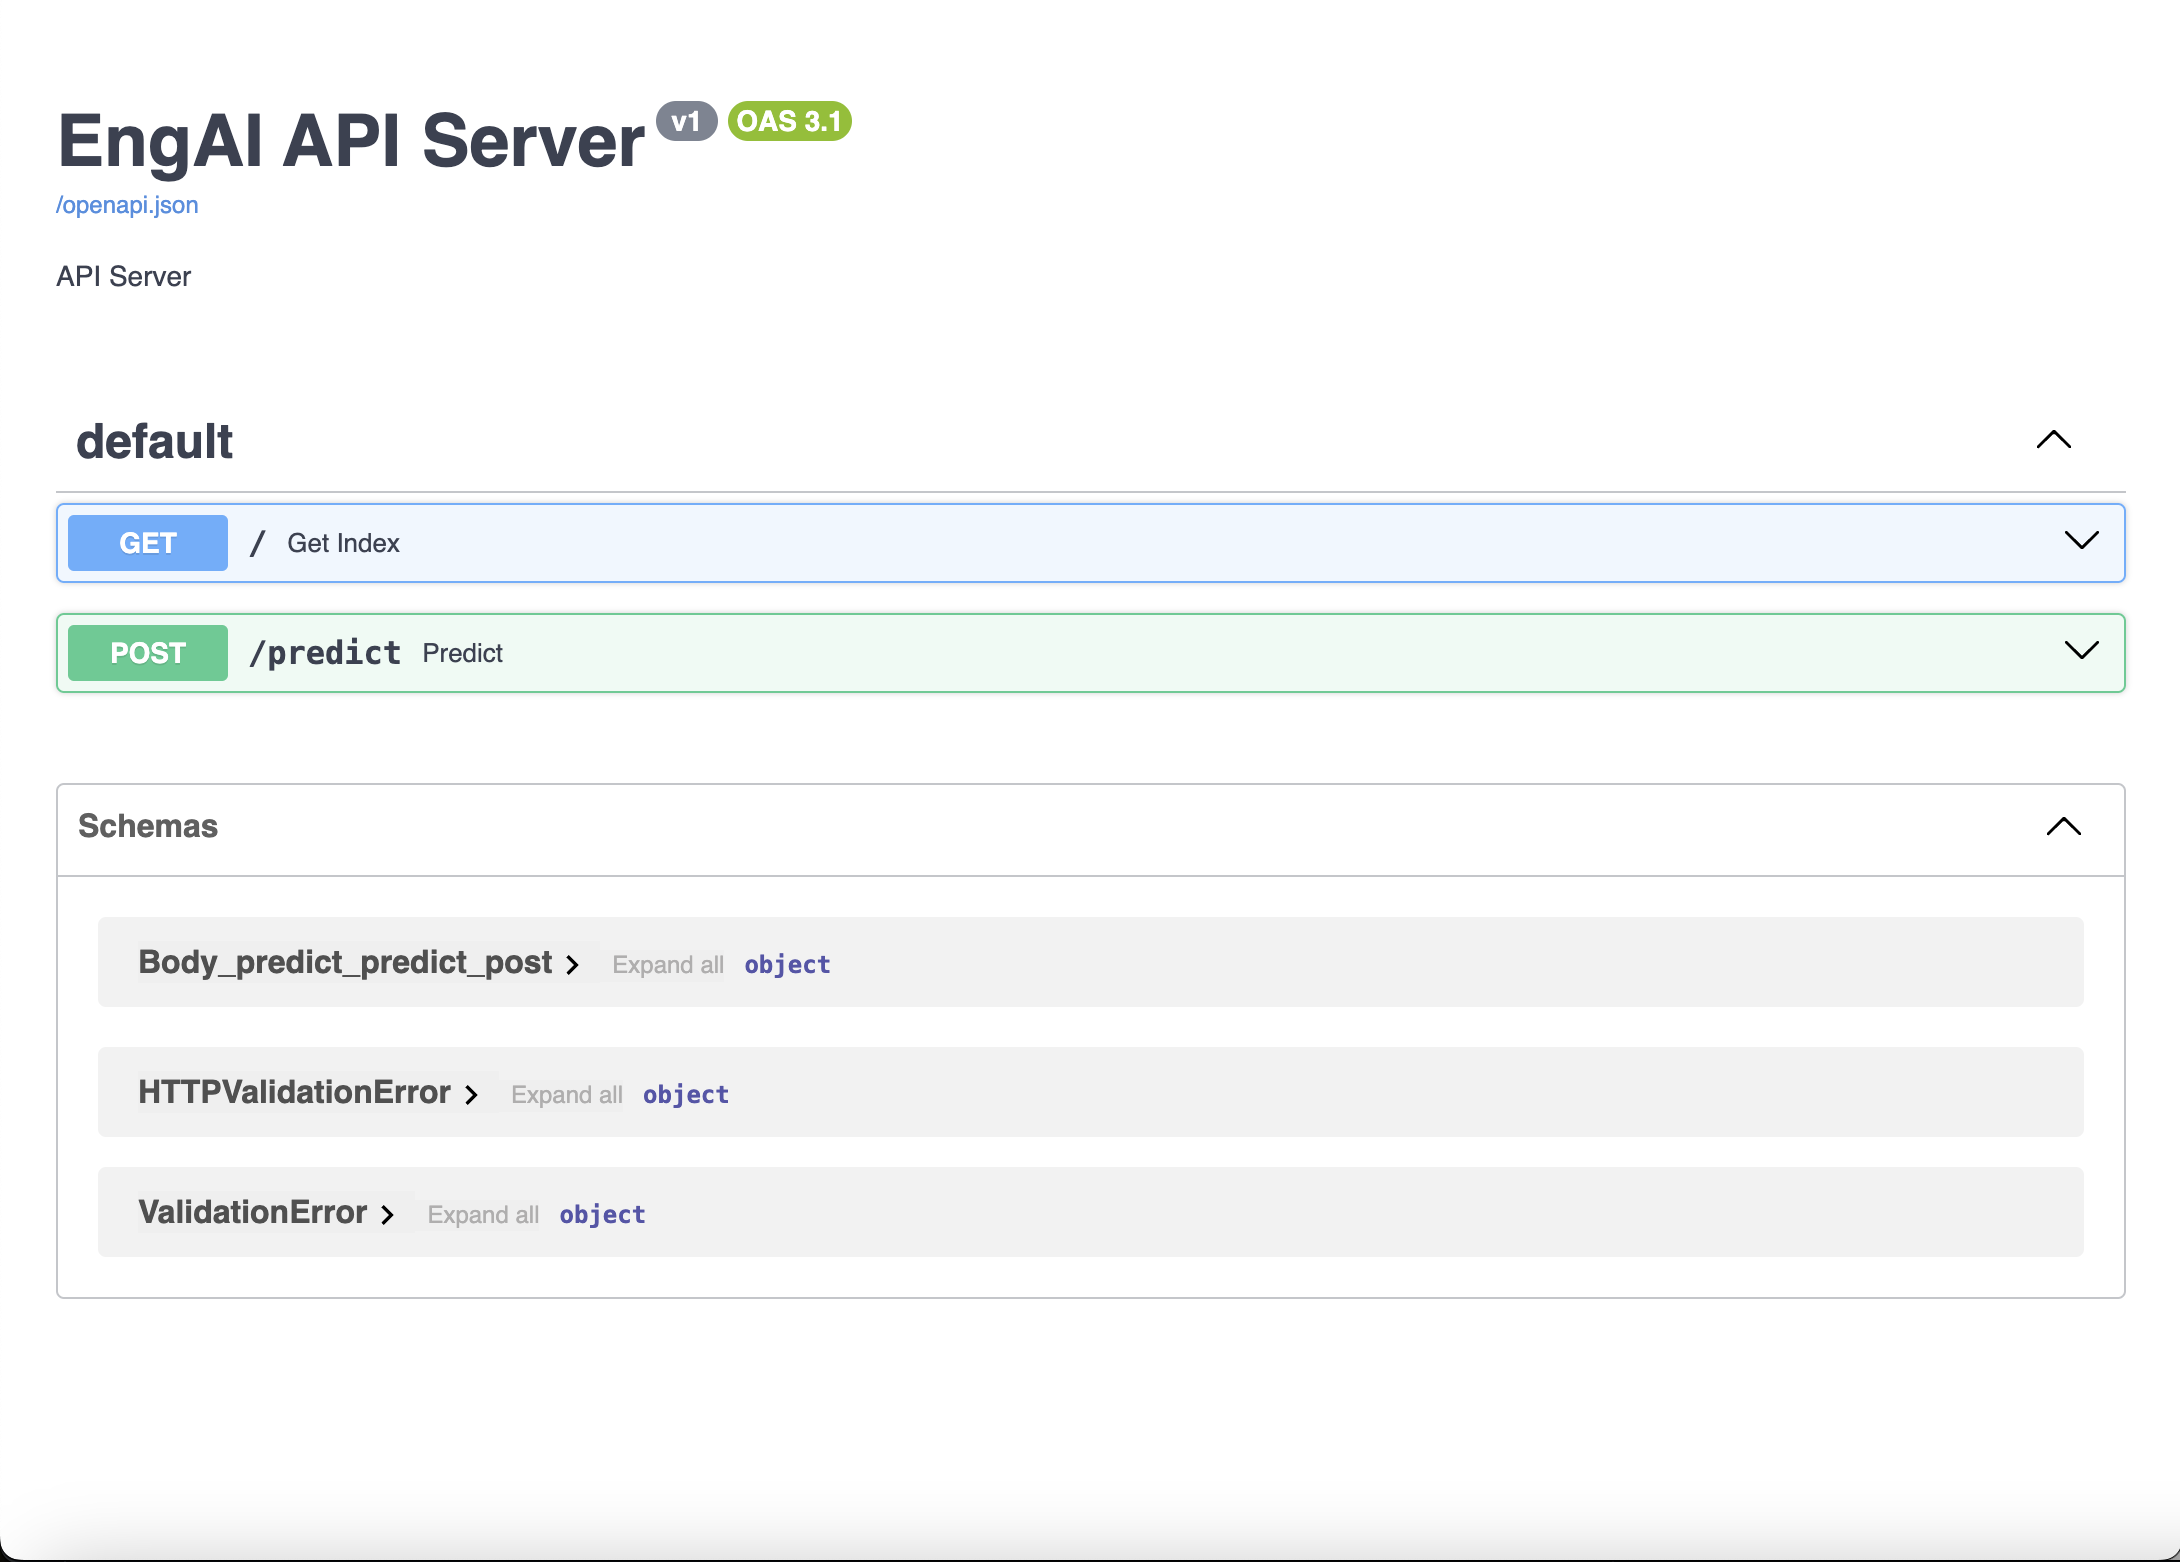 EngAI API Server v1 OAS 3.1
/openapi.json
API Server
default
GET / Get Index
POST /predict Predict
Schemas
Body_predict_predict_post Expand all object
HTTPValidationError Expand all object
ValidationError Expand all object